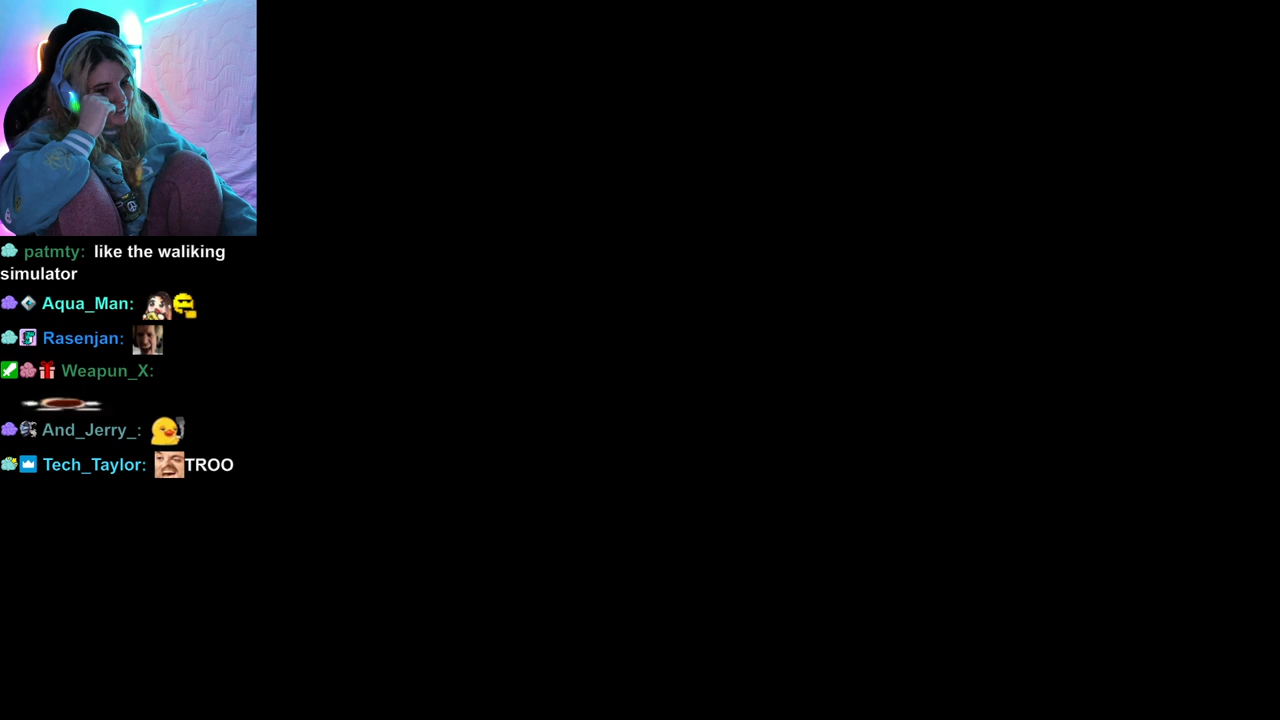 patmty: like the waliking
simulator
Aqua_Man:
Rasenjan:
Weapun_X:
And_Jerry_:
Tech_Taylor: TROO